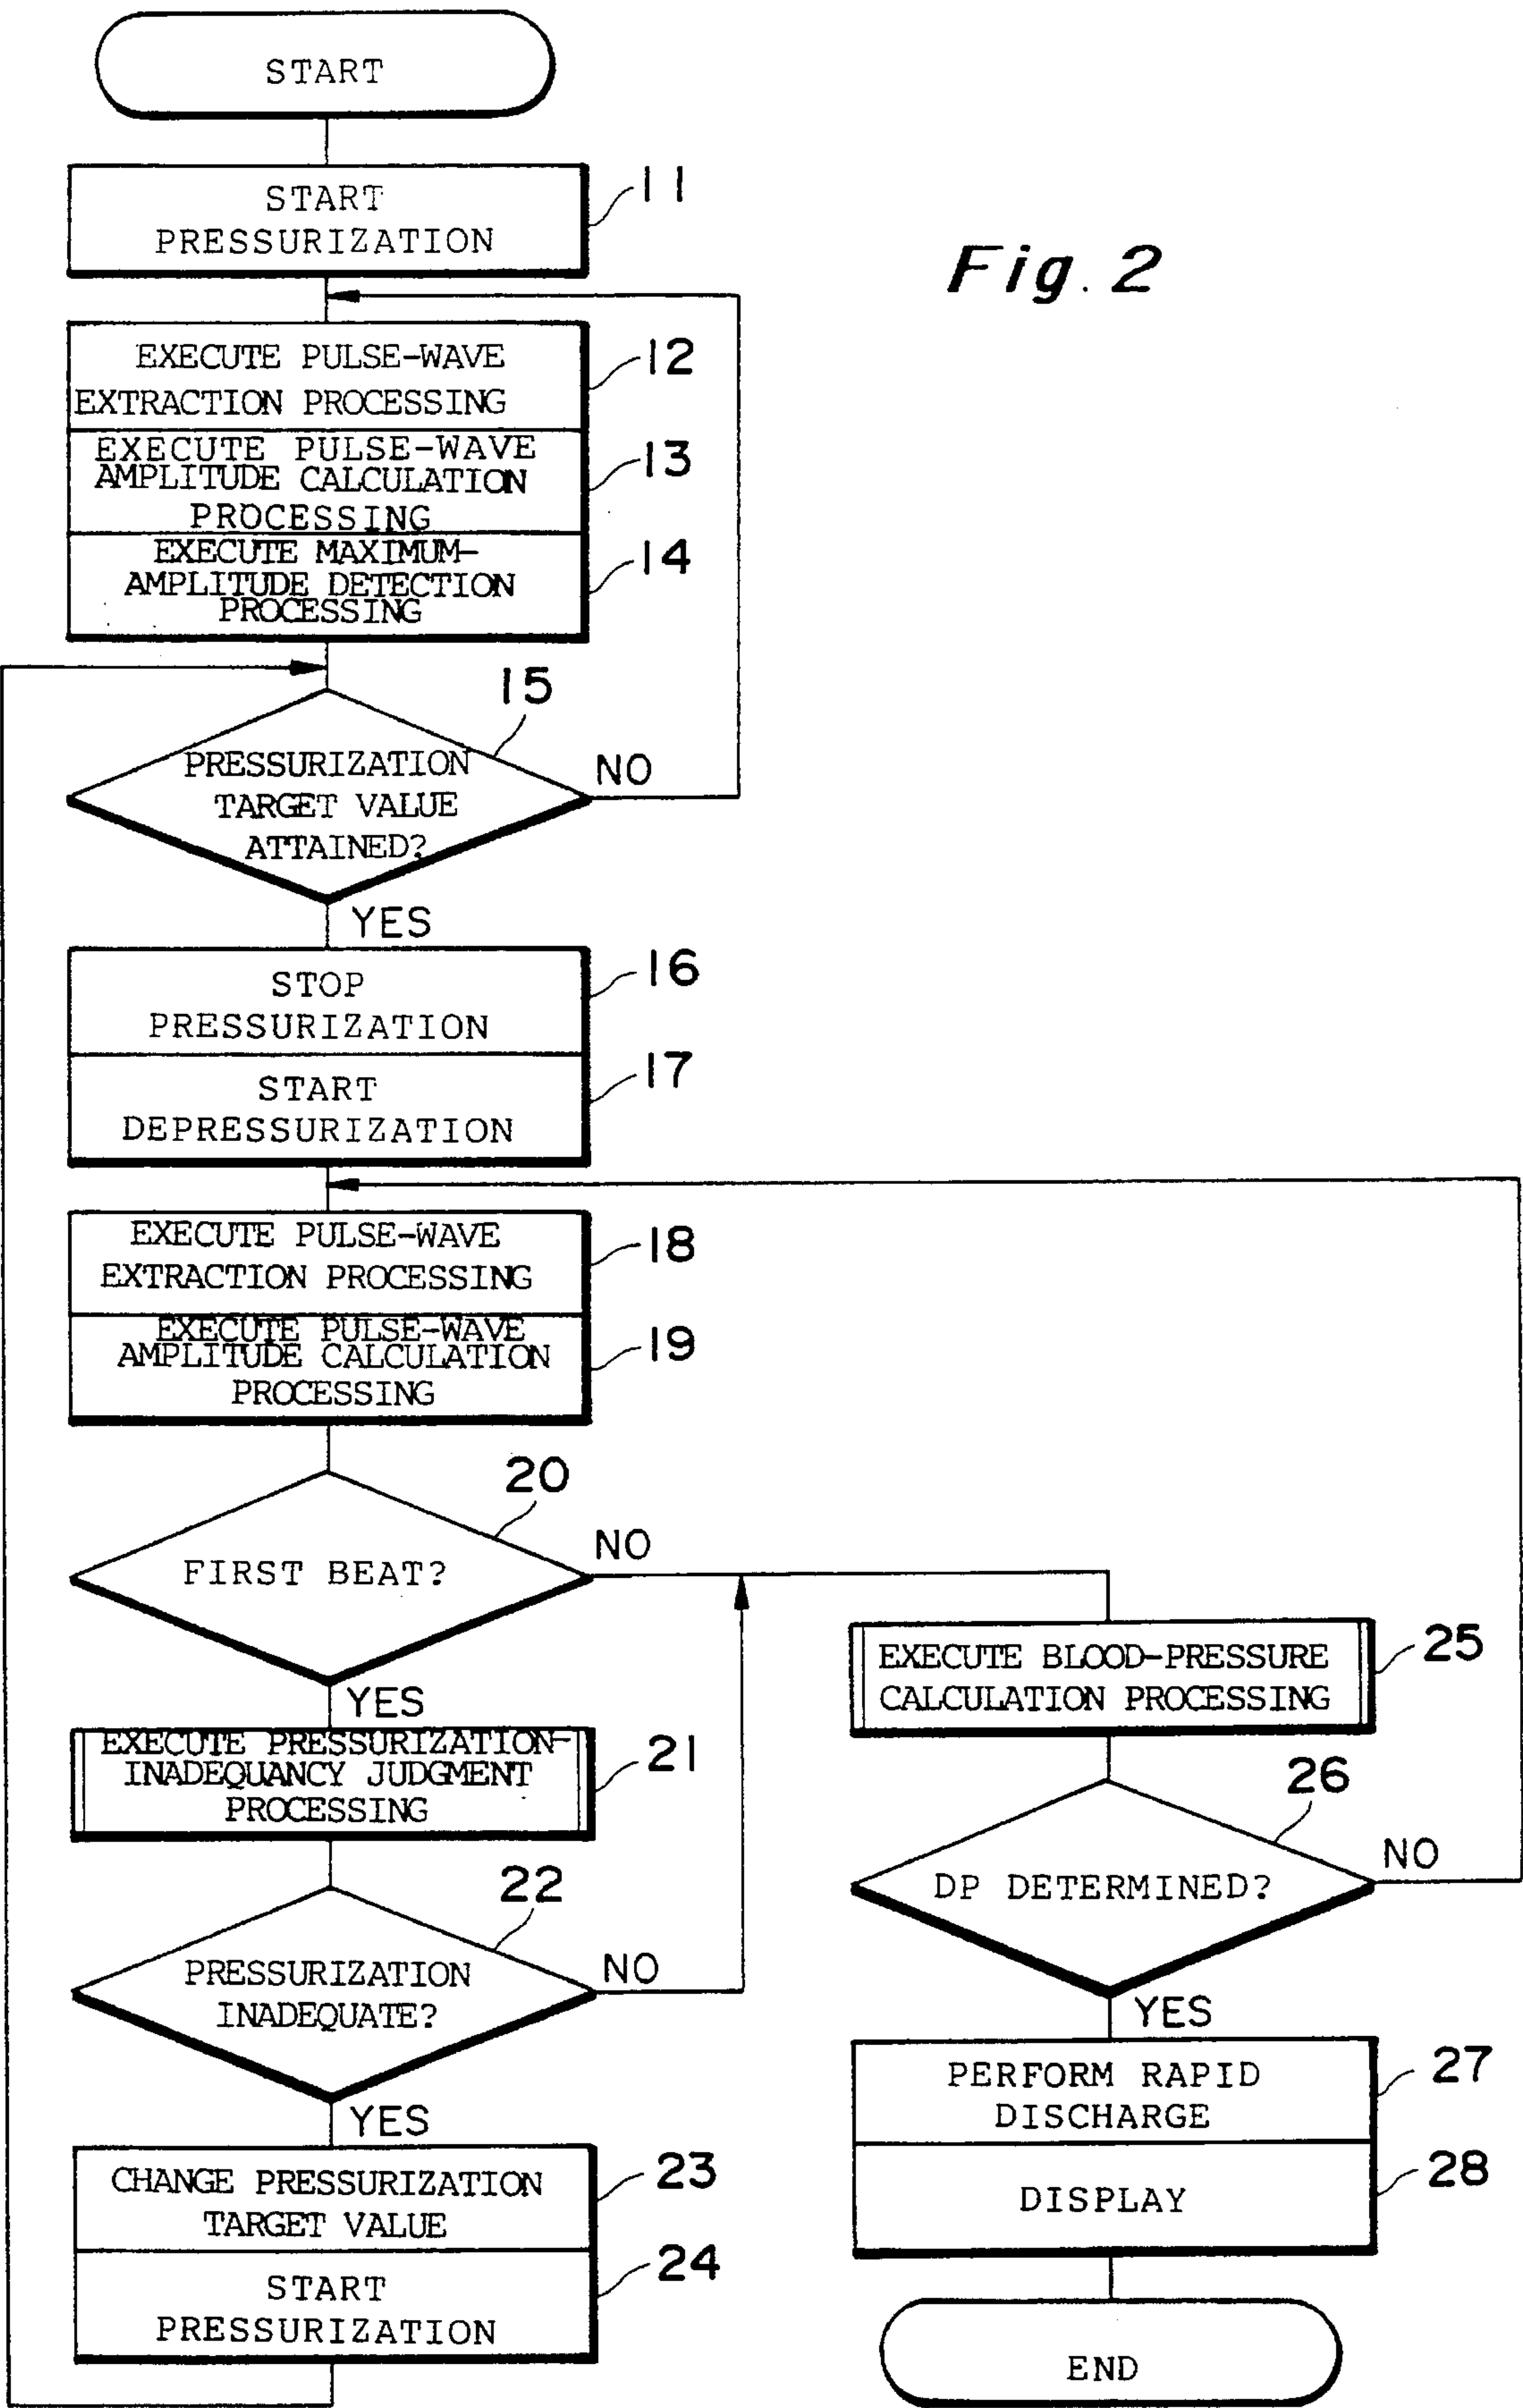 START
START
PRESSURIZATION
11
Fig. 2
EXECUTE PULSE-WAVE
EXTRACTION PROCESSING
12
EXECUTE PULSE-WAVE
AMPLITUDE CALCULATION
PROCESSING
13
EXECUTE MAXIMUM-
AMPLITUDE DETECTION
PROCESSING
14
15
PRESSURIZATION
TARGET VALUE
ATTAINED?
NO
YES
STOP
PRESSURIZATION
16
START
DEPRESSURIZATION
17
EXECUTE PULSE-WAVE
EXTRACTION PROCESSING
18
EXECUTE PULSE-WAVE
AMPLITUDE CALCULATION
PROCESSING
19
20
FIRST BEAT?
NO
YES
EXECUTE PRESSURIZATION-
INADEQUANCY JUDGMENT
PROCESSING
21
22
PRESSURIZATION
INADEQUATE?
NO
YES
CHANGE PRESSURIZATION
TARGET VALUE
23
START
PRESSURIZATION
24
EXECUTE BLOOD-PRESSURE
CALCULATION PROCESSING
25
26
DP DETERMINED?
NO
YES
PERFORM RAPID
DISCHARGE
27
DISPLAY
28
END